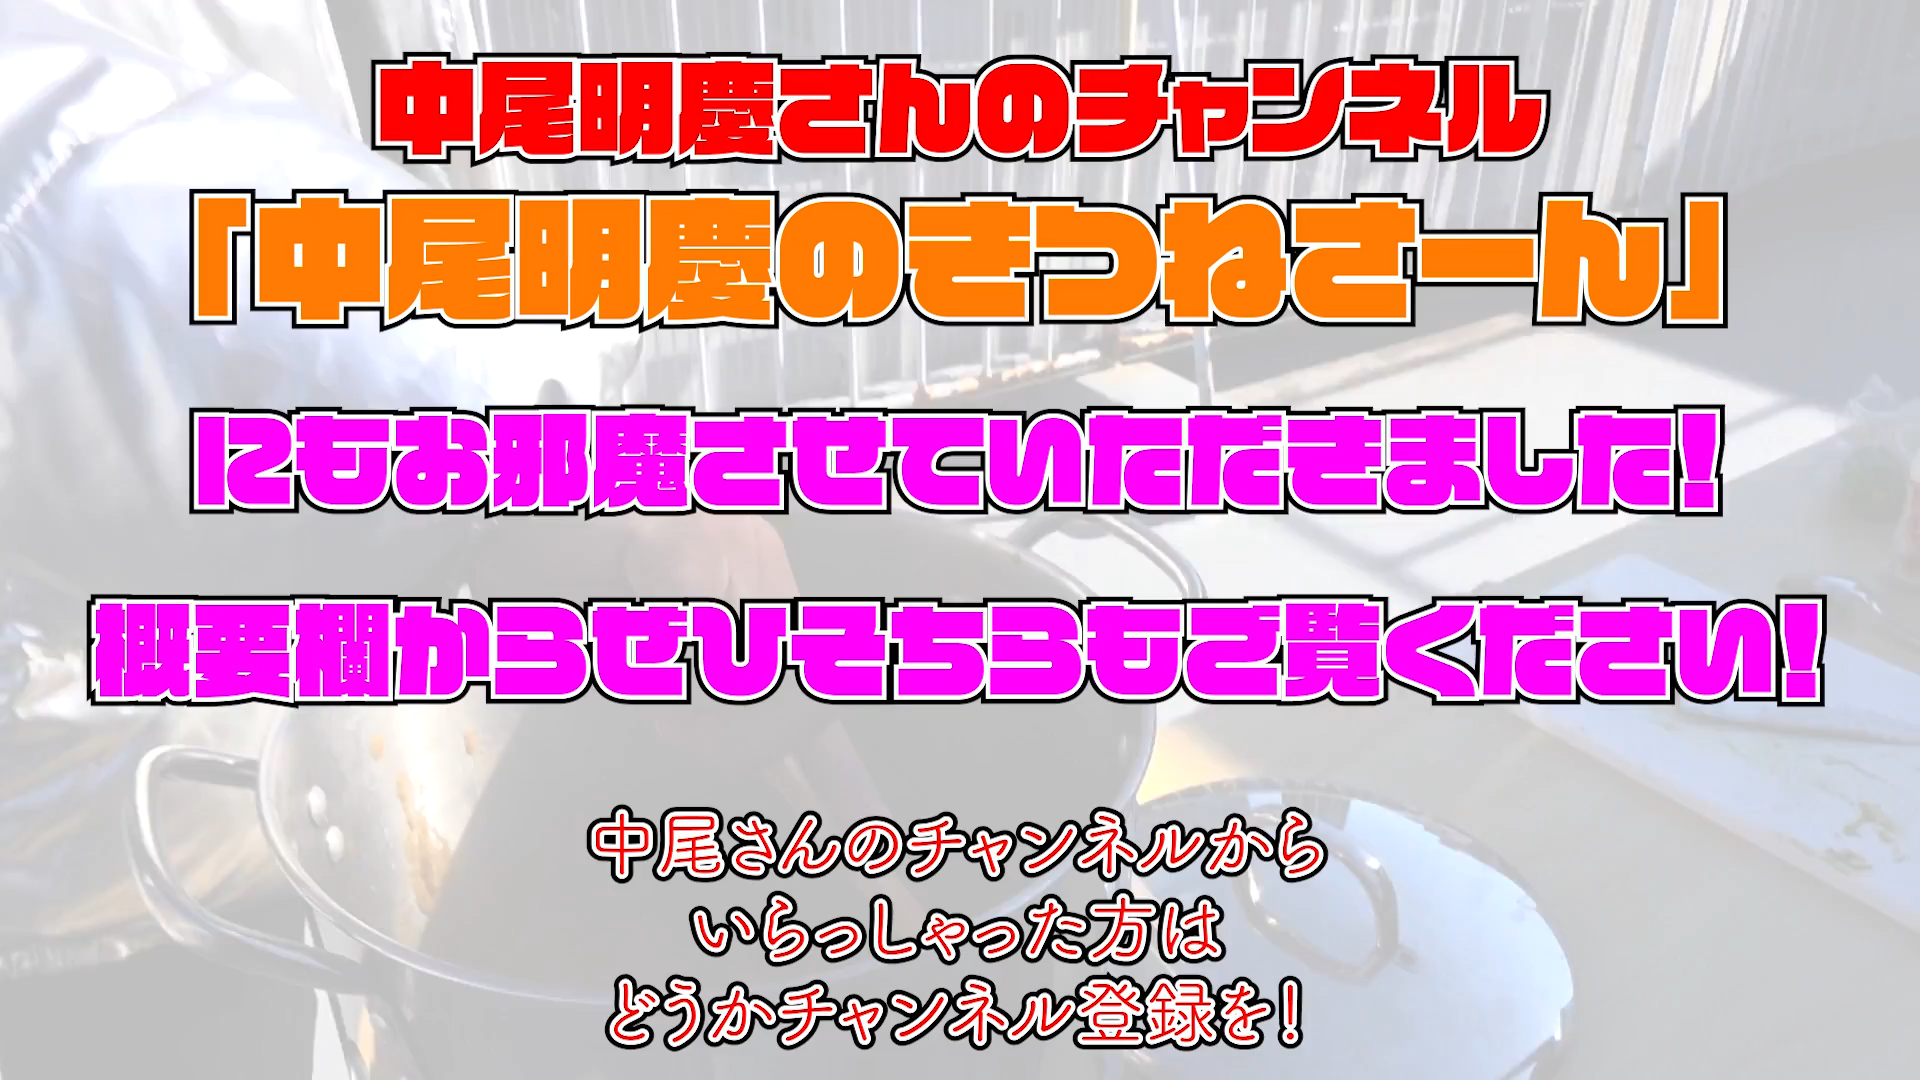 中尾明慶さんのチャンネル
「中尾明慶のきつねさーん」
にもお邪魔させていただきました!
概要欄からぜひそちらもご覧ください!
中尾さんのチャンネルから
いらっしゃった方は
どうかチャンネル登録を!